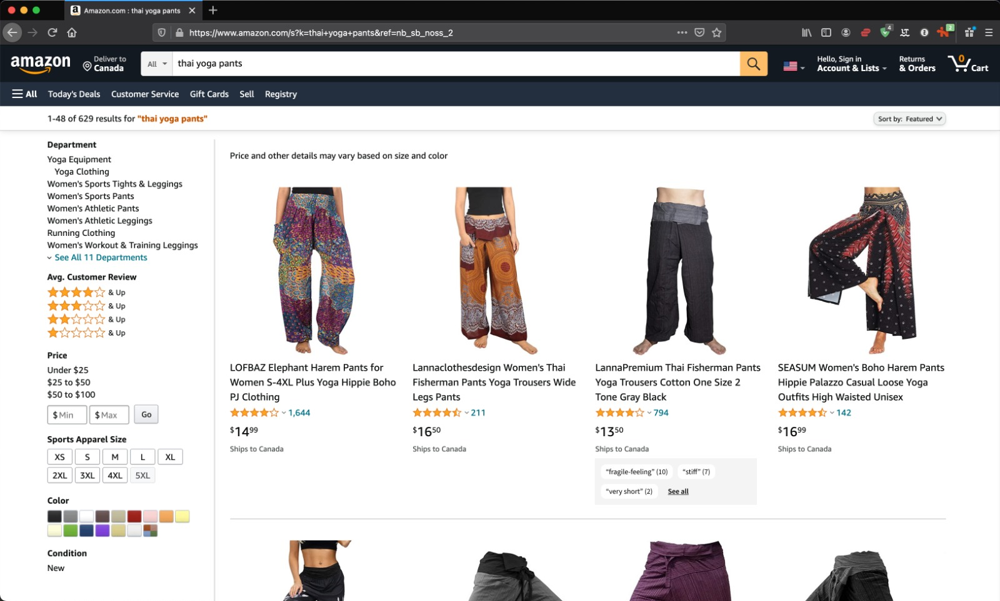 Amazon.com : thai yoga pants
https://www.amazon.com/s?k=thai+yoga+pants&ref=nb_sb_noss_2
4
2
amazon
Deliver to
Canada
All
thai yoga pants
Hello, Sign in
Account & Lists
Returns
& Orders
0
Cart
All
Today's Deals
Customer Service
Gift Cards
Sell
Registry
1-48 of 629 results for "thai yoga pants"
Sort by: Featured
Department
Yoga Equipment
Yoga Clothing
Women's Sports Tights & Leggings
Women's Sports Pants
Women's Athletic Pants
Women's Athletic Leggings
Running Clothing
Women's Workout & Training Leggings
See All 11 Departments
Avg. Customer Review
& Up
& Up
& Up
& Up
Price
Under $25
$25 to $50
$50 to $100
$ Min
$ Max
Go
Sports Apparel Size
XS
S
M
L
XL
2XL
3XL
4XL
5XL
Color
Condition
New
Price and other details may vary based on size and color
LOFBAZ Elephant Harem Pants for
Women S-4XL Plus Yoga Hippie Boho
PJ Clothing
1,644
$14⁹⁹
Ships to Canada
Lannaclothesdesign Women's Thai
Fisherman Pants Yoga Trousers Wide
Legs Pants
211
$16⁵⁰
Ships to Canada
LannaPremium Thai Fisherman Pants
Yoga Trousers Cotton One Size 2
Tone Gray Black
794
$13⁵⁰
Ships to Canada
“fragile-feeling” (10)
“stiff” (7)
“very short” (2)
See all
SEASUM Women's Boho Harem Pants
Hippie Palazzo Casual Loose Yoga
Outfits High Waisted Unisex
142
$16⁹⁹
Ships to Canada